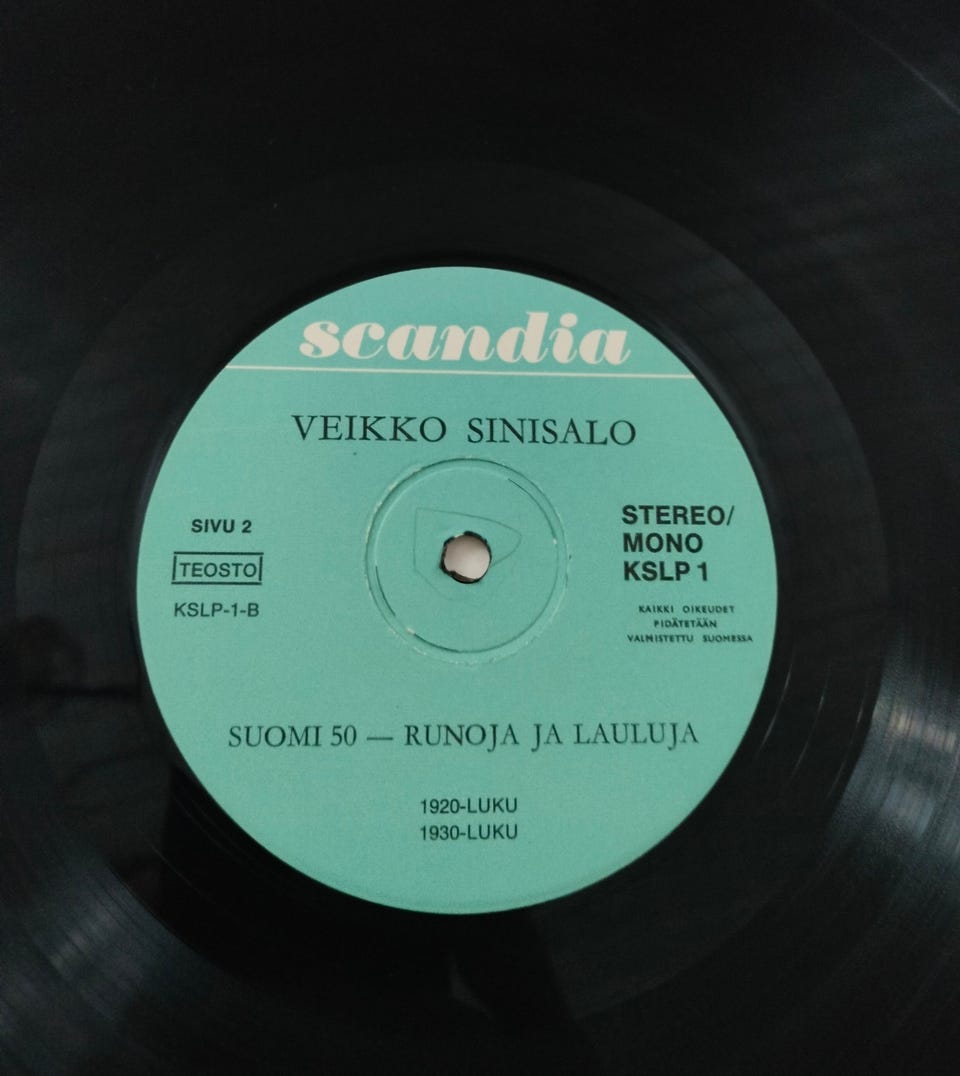 scandia
VEIKKO SINISALO
SIVU 2
TEOSTO
KSLP-1-B
STEREO/
MONO
KSLP 1
KAIKKI OIKEUDET
PIDÄTETÄÄN
VALMISTETTU SUOMESSA
SUOMI 50 — RUNOJA JA LAULUJA
1920-LUKU
1930-LUKU